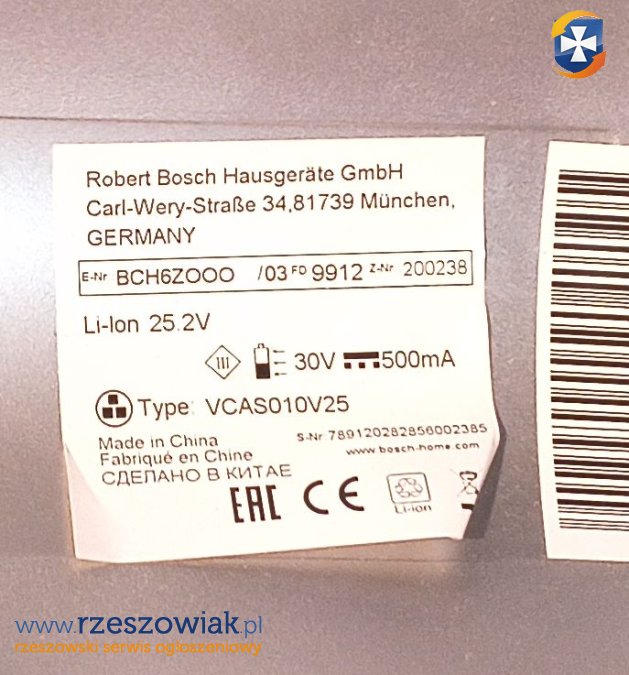 Robert Bosch Hausgeräte GmbH
Carl-Wery-Straße 34,81739 München,
GERMANY
E-Nr BCH6ZOOO /03 FD 9912 Z-Nr 200238
Li-Ion 25.2V
30V 500mA
Type: VCAS010V25
Made in China
Fabriqué en Chine
СДЕЛАНО В КИТАЕ
S-Nr 789120282856002385
www.bosch-home.com
EAC CE
Li-ion
www.rzeszowiak.pl
rzeszowski serwis ogłoszeniowy